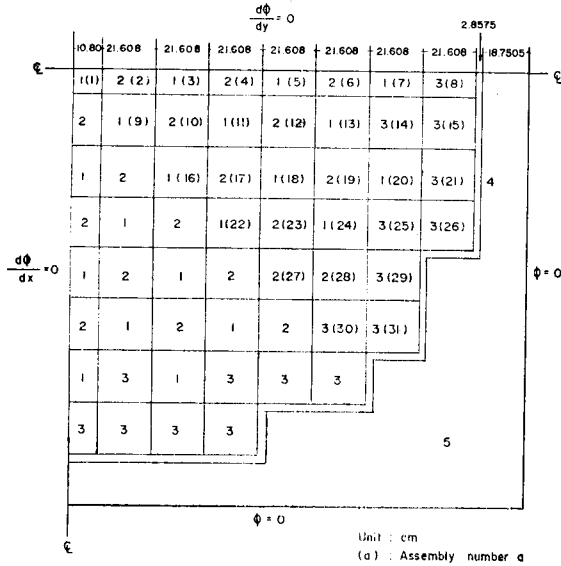 dϕ/dy = 0
2.8575
10.80 21.608 21.608 21.608 21.608 21.608 21.608 21.608 18.7505
℄ ℄
1(1) 2(2) 1(3) 2(4) 1(5) 2(6) 1(7) 3(8)
2 1(9) 2(10) 1(11) 2(12) 1(13) 3(14) 3(15)
1 2 1(16) 2(17) 1(18) 2(19) 1(20) 3(21) 4
2 1 2 1(22) 2(23) 1(24) 3(25) 3(26)
dϕ/dx = 0
1 2 1 2 2(27) 2(28) 3(29) ϕ = 0
2 1 2 1 2 3(30) 3(31)
1 3 1 3 3 3
3 3 3 3 5
ϕ = 0
℄
Unit : cm
(a) : Assembly number a